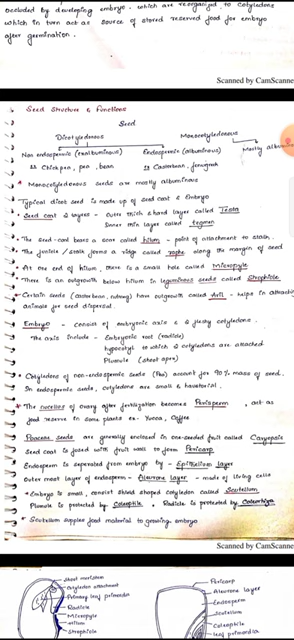 occluded by developing embryo - which are reorganized to cotyledons
which in turn act as source of stored reserved food for embryo
after germination.
Scanned by CamScanne
Seed Structure & Functions
Seed
Dicotyledonous
Monocotyledonous
Non endospermic (exalbuminous)
Endospermic (albuminous)
Mostly albumin
Chickpea, pea, bean
Castorbean, fenugreek
* Monocotyledonous seeds are mostly albuminous
Typical dicot seed is made up of seed coat & Embryo
Seed coat 2 layers - outer thick & hard layer called Testa
Inner thin layer called tegmen
The seed coat bears a scar called hilum - point of attachment to stalk.
The funicle / stalk forms a ridge called raphe along the margin of seed
At one end of hilum, there is a small hole called Micropyle
There is an outgrowth below hilum in leguminous seeds called Strophiole
Certain seeds (castorbean, nutmeg) have outgrowth called Aril - helps in attracti
animals for seed dispersal.
Embryo - consist of embryonic axis & 2 fleshy cotyledons.
The axis include - Embryonic root (radicle)
hypocotyl to which 2 cotyledons are attached
Plumule (shoot apex)
* Cotyledons of non-endospermic seeds (Pea) account for 90% mass of seed.
In endospermic seeds, cotyledons are small & haustorial.
* The nucellus of ovary after fertilization becomes Perisperm, act as
food reserve in some plants ex- Yucca, Coffee
Poaceae seeds are generally enclosed in one-seeded fruit called Caryopsis
Seed coat is fused with fruit wall to form Pericarp
Endosperm is seperated from embryo by - Epithelium layer
Outer most layer of endosperm - Aleurone layer - made of living cells
* Embryo is small, consist shield shaped cotyledon called Scutellum
Plumule is protected by Coleoptile. Radicle is protected by Coleorhiza
* Scutellum supplies food material to growing embryo
Scanned by CamScanne
Shoot meristem
Cotyledon attachment
Primary leaf primordia
Radicle
Micropyle
Hilum
Strophiole
Pericarp
Aleurone layer
Endosperm
Scutellum
Coleoptile
Leaf primordia